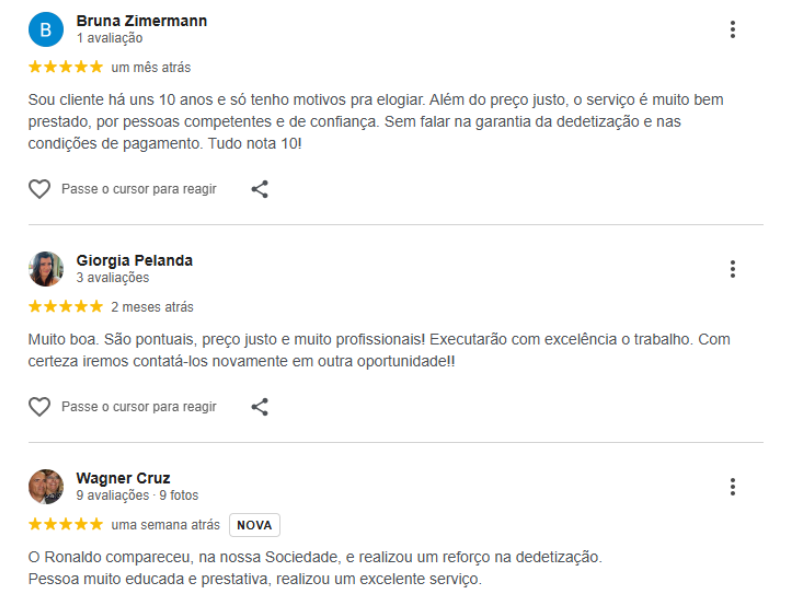 B
Bruna Zimermann
1 avaliação
um mês atrás
Sou cliente há uns 10 anos e só tenho motivos pra elogiar. Além do preço justo, o serviço é muito bem
prestado, por pessoas competentes e de confiança. Sem falar na garantia da dedetização e nas
condições de pagamento. Tudo nota 10!
Passe o cursor para reagir
Giorgia Pelanda
3 avaliações
2 meses atrás
Muito boa. São pontuais, preço justo e muito profissionais! Executarão com excelência o trabalho. Com
certeza iremos contatá-los novamente em outra oportunidade!!
Passe o cursor para reagir
Wagner Cruz
9 avaliações · 9 fotos
uma semana atrás NOVA
O Ronaldo compareceu, na nossa Sociedade, e realizou um reforço na dedetização.
Pessoa muito educada e prestativa, realizou um excelente serviço.